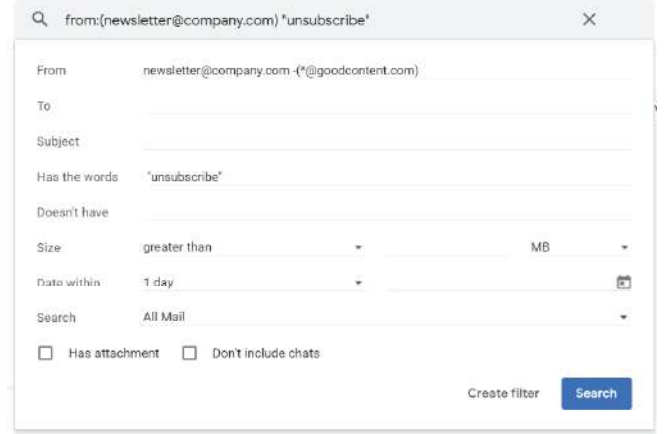 from:(newsletter@company.com) "unsubscribe"
From newsletter@company.com -(*@goodcontent.com)
To
Subject
Has the words "unsubscribe"
Doesn't have
Size greater than MB
Date within 1 day
Search All Mail
Has attachment Don't include chats
Create filter Search